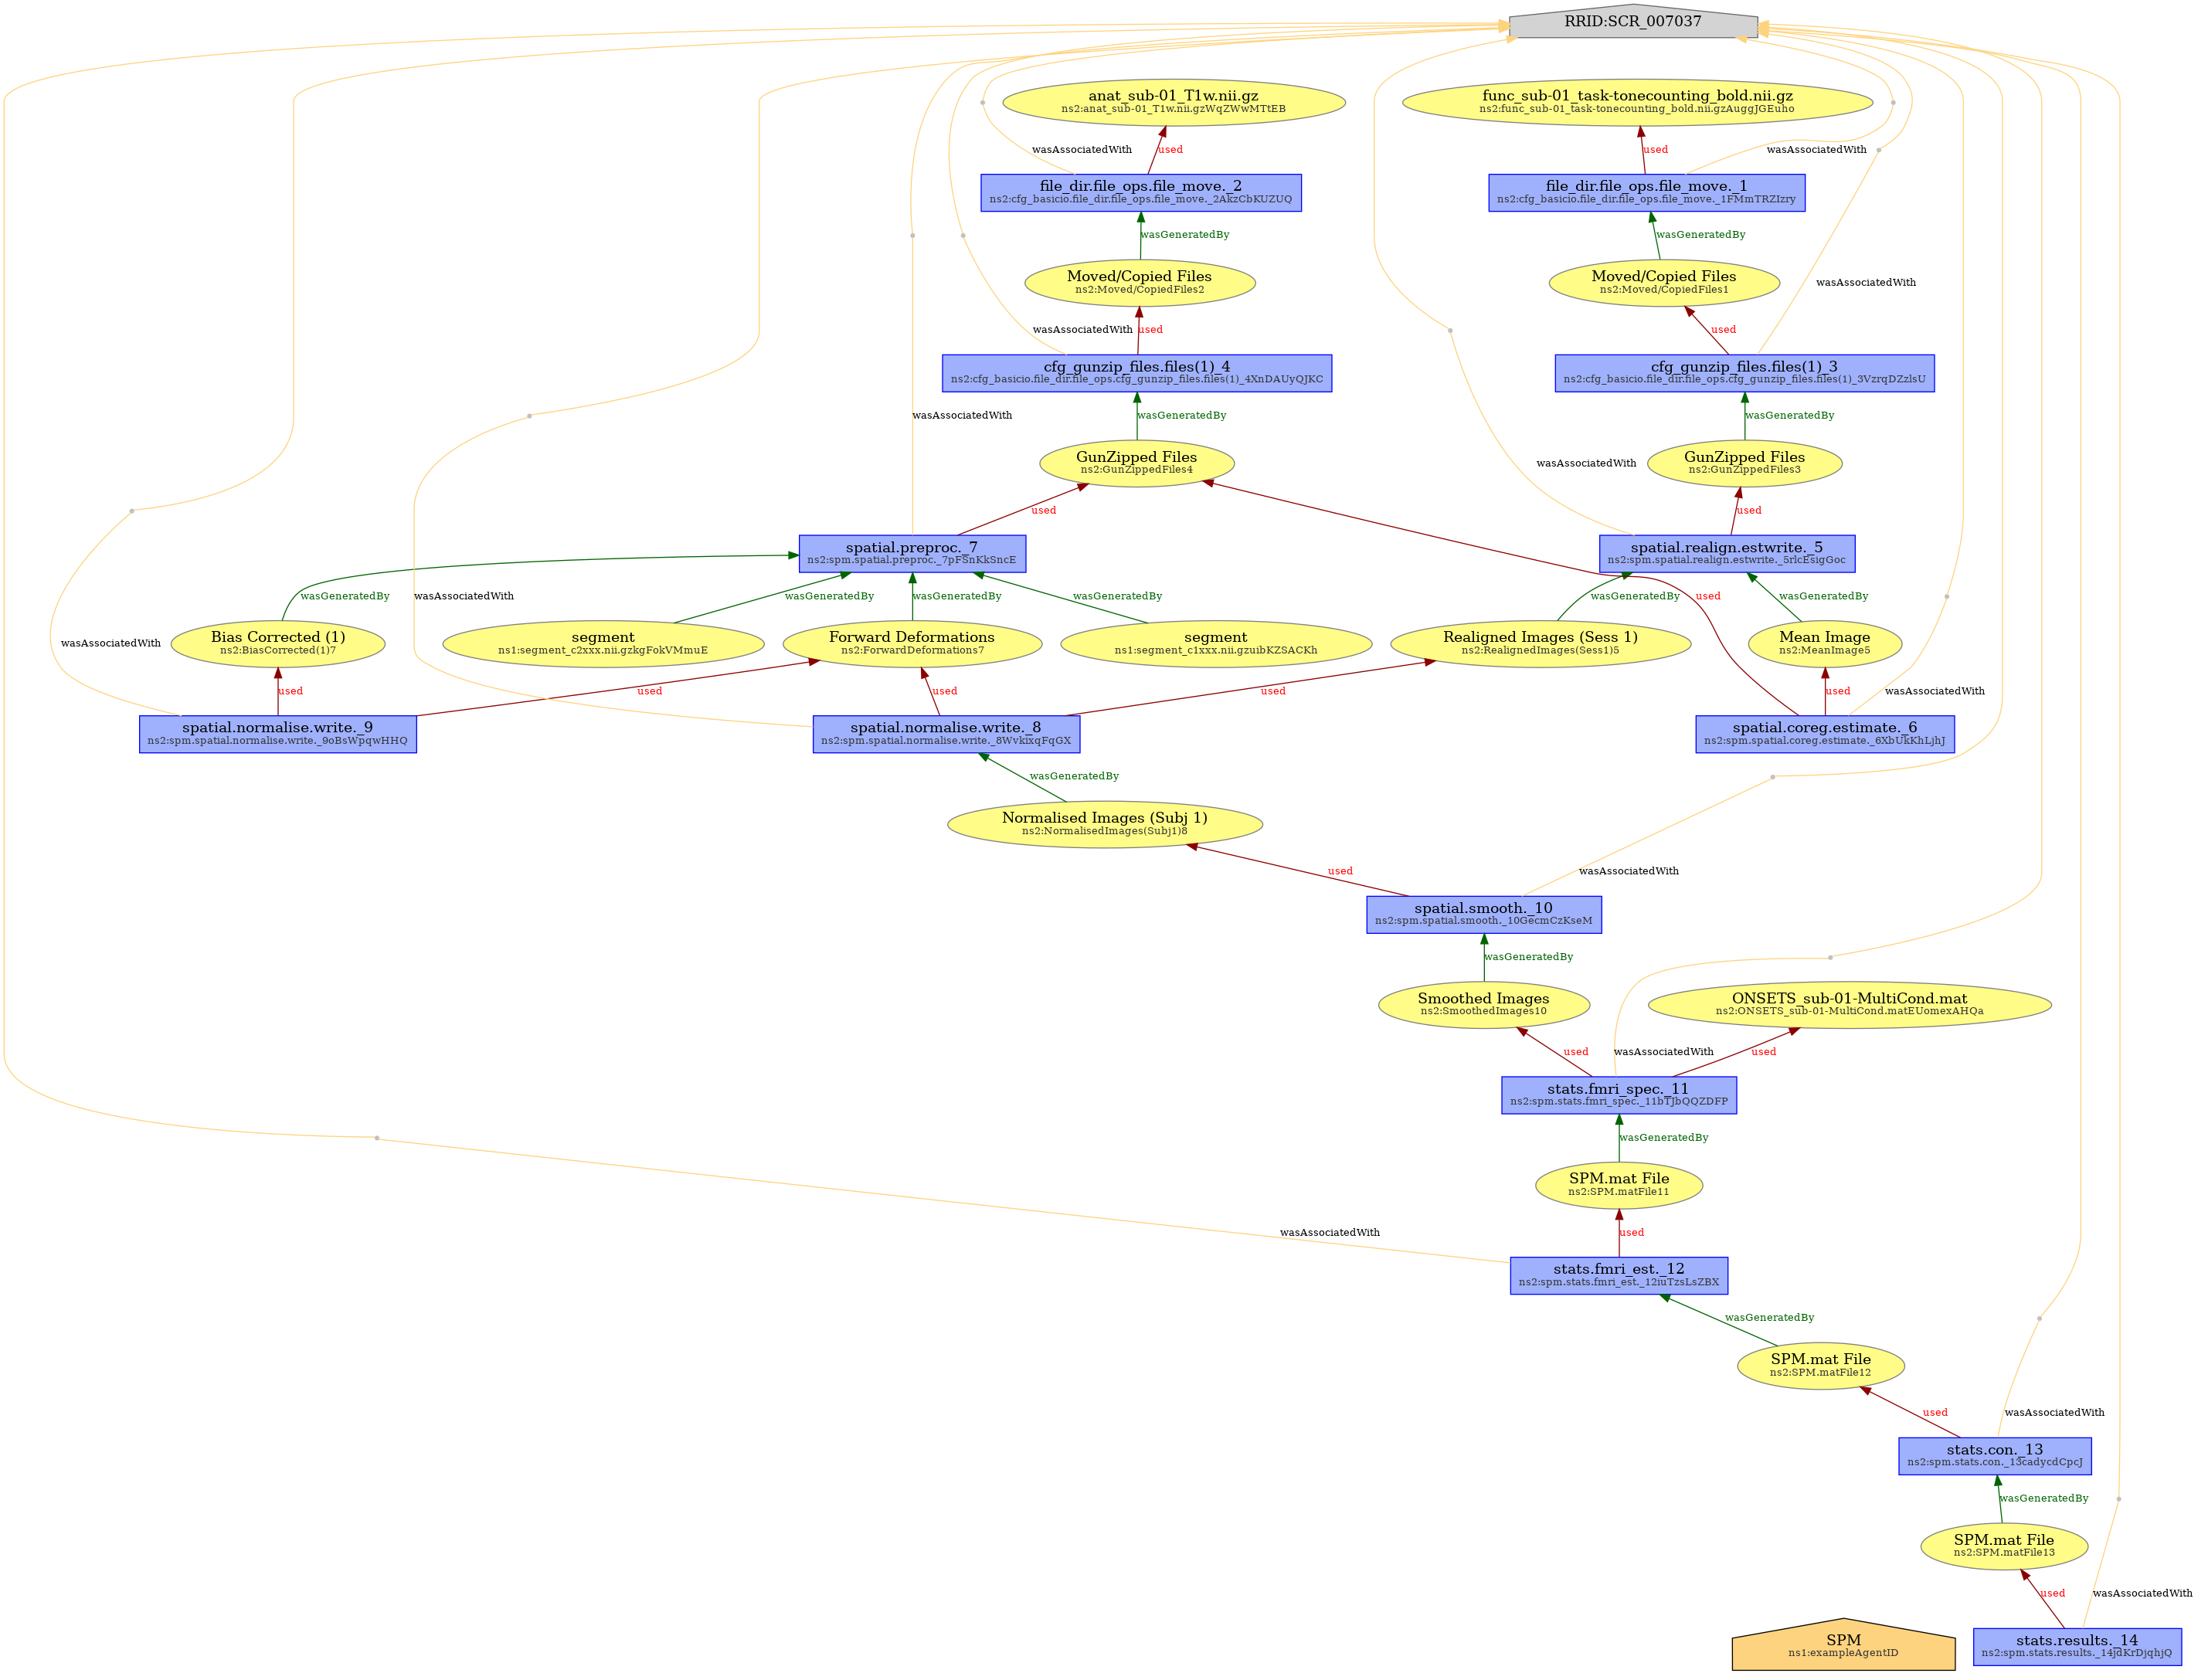 RRID:SCR_007037
anat_sub-01_T1w.nii.gz
ns2:anat_sub-01_T1w.nii.gzWqZWwMTtEB
func_sub-01_task-tonecounting_bold.nii.gz
ns2:func_sub-01_task-tonecounting_bold.nii.gzAuggJGEuho
wasAssociatedWith
used
used
wasAssociatedWith
file_dir.file_ops.file_move._2
ns2:cfg_basicio.file_dir.file_ops.file_move._2AkzCbKUZUQ
file_dir.file_ops.file_move._1
ns2:cfg_basicio.file_dir.file_ops.file_move._1FMmTRZIzry
wasGeneratedBy
wasGeneratedBy
Moved/Copied Files
ns2:Moved/CopiedFiles2
Moved/Copied Files
ns2:Moved/CopiedFiles1
wasAssociatedWith
wasAssociatedWith
used
used
cfg_gunzip_files.files(1)_4
ns2:cfg_basicio.file_dir.file_ops.cfg_gunzip_files.files(1)_4XnDAUyQJKC
cfg_gunzip_files.files(1)_3
ns2:cfg_basicio.file_dir.file_ops.cfg_gunzip_files.files(1)_3VzrqDZzlsU
wasAssociatedWith
wasGeneratedBy
wasGeneratedBy
GunZipped Files
ns2:GunZippedFiles4
wasAssociatedWith
GunZipped Files
ns2:GunZippedFiles3
used
used
spatial.preproc._7
ns2:spm.spatial.preproc._7pFSnKkSncE
spatial.realign.estwrite._5
ns2:spm.spatial.realign.estwrite._5rlcEsigGoc
wasGeneratedBy
wasAssociatedWith
wasGeneratedBy
wasGeneratedBy
wasGeneratedBy
wasGeneratedBy
used
wasGeneratedBy
wasAssociatedWith
Bias Corrected (1)
ns2:BiasCorrected(1)7
segment
ns1:segment_c2xxx.nii.gzkgFokVMmuE
Forward Deformations
ns2:ForwardDeformations7
segment
ns1:segment_c1xxx.nii.gzuibKZSACKh
Realigned Images (Sess 1)
ns2:RealignedImages(Sess1)5
Mean Image
ns2:MeanImage5
used
used
used
used
used
wasAssociatedWith
spatial.normalise.write._9
ns2:spm.spatial.normalise.write._9oBsWpqwHHQ
spatial.normalise.write._8
ns2:spm.spatial.normalise.write._8WvkixqFqGX
spatial.coreg.estimate._6
ns2:spm.spatial.coreg.estimate._6XbUkKhLjhJ
wasGeneratedBy
Normalised Images (Subj 1)
ns2:NormalisedImages(Subj1)8
used
wasAssociatedWith
spatial.smooth._10
ns2:spm.spatial.smooth._10GecmCzKseM
wasGeneratedBy
Smoothed Images
ns2:SmoothedImages10
ONSETS_sub-01-MultiCond.mat
ns2:ONSETS_sub-01-MultiCond.matEUomexAHQa
used
wasAssociatedWith
used
stats.fmri_spec._11
ns2:spm.stats.fmri_spec._11bTJbQQZDFP
wasGeneratedBy
SPM.mat File
ns2:SPM.matFile11
wasAssociatedWith
used
stats.fmri_est._12
ns2:spm.stats.fmri_est._12iuTzsLsZBX
wasGeneratedBy
SPM.mat File
ns2:SPM.matFile12
used
wasAssociatedWith
stats.con._13
ns2:spm.stats.con._13cadycdCpcJ
wasGeneratedBy
SPM.mat File
ns2:SPM.matFile13
used
wasAssociatedWith
SPM
ns1:exampleAgentID
stats.results._14
ns2:spm.stats.results._14jdKrDjqhjQ